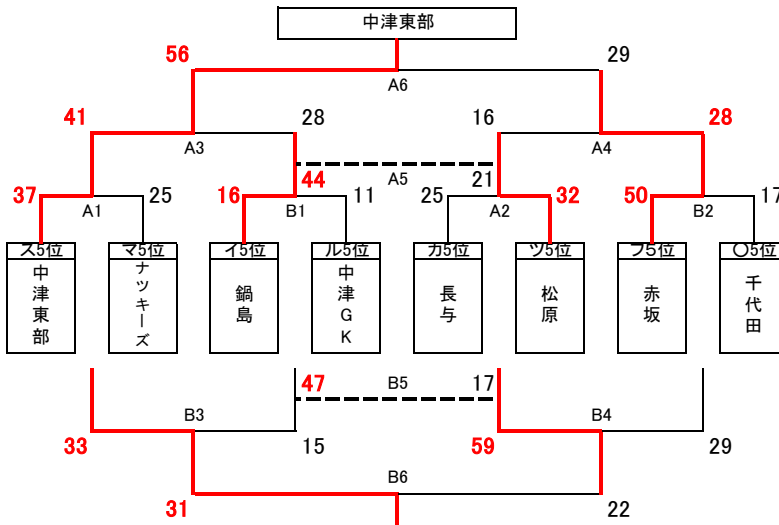 中津東部
56
29
A6
41
28
16
28
A3
A4
44
A5
21
37
25
16
11
25
32
50
17
A1
B1
A2
B2
ス5位
マ5位
イ5位
ル5位
カ5位
ツ5位
フ5位
〇5位
中津東部
ナツキーズ
鍋島
中津GK
長与
松原
赤坂
千代田
47
B5
17
B3
B4
33
15
59
29
B6
31
22